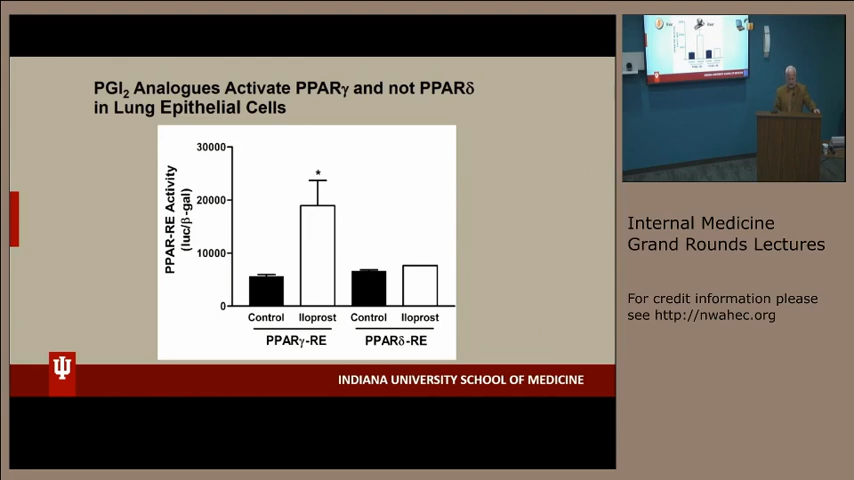 PGI2 Analogues Activate PPARγ and not PPARδ
in Lung Epithelial Cells
PPAR-RE Activity
(luc/β-gal)
30000
20000
10000
0
*
Control Iloprost Control Iloprost
PPARγ-RE PPARδ-RE
INDIANA UNIVERSITY SCHOOL OF MEDICINE
Internal Medicine
Grand Rounds Lectures
For credit information please
see http://nwahec.org